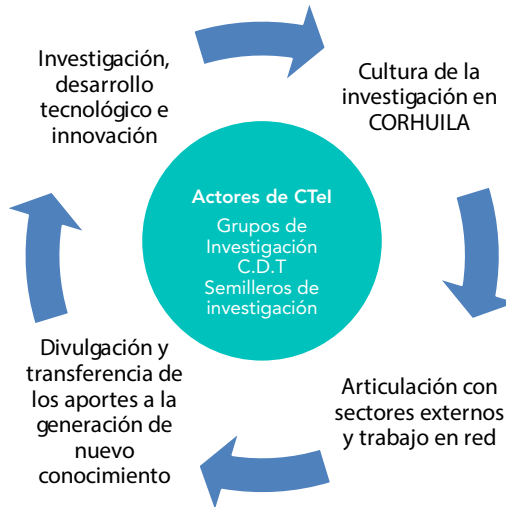 Investigación,
desarrollo
tecnológico e
innovación
Cultura de la
investigación en
CORHUILA
Actores de CTeI
Grupos de
Investigación
C.D.T
Semilleros de
investigación
Divulgación y
transferencia de
los aportes a la
generación de
nuevo
conocimiento
Articulación con
sectores externos
y trabajo en red